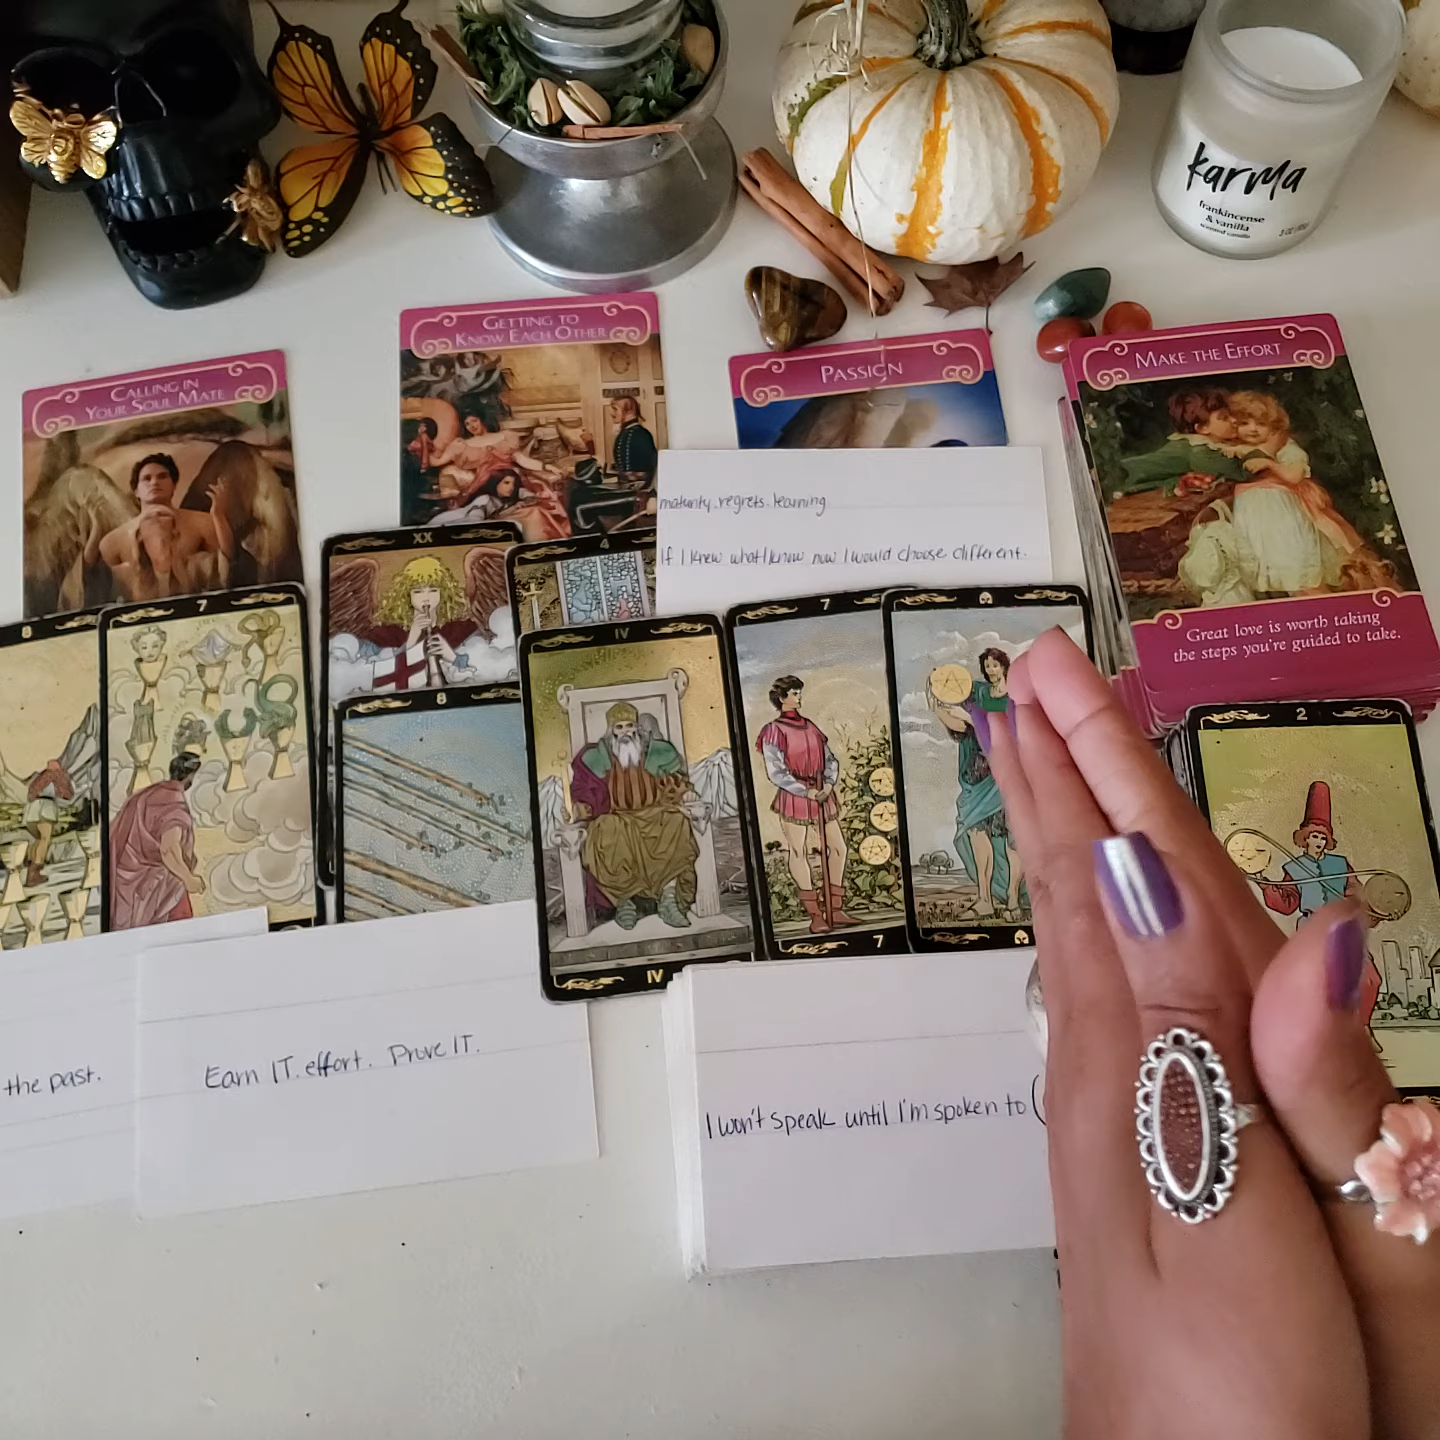 karma
frankincense
& vanilla
scented candle
GETTING TO
KNOW EACH OTHER
CALLING IN
YOUR SOUL MATE
PASSION
MAKE THE EFFORT
maturity. regrets. learning
If I knew what I know now I would choose different.
Great love is worth taking
the steps you're guided to take.
XX
4
8
7
IV
7
2
8
7
IV
the past.
Earn IT. effort. Prove IT.
I won't speak until I'm spoken to (